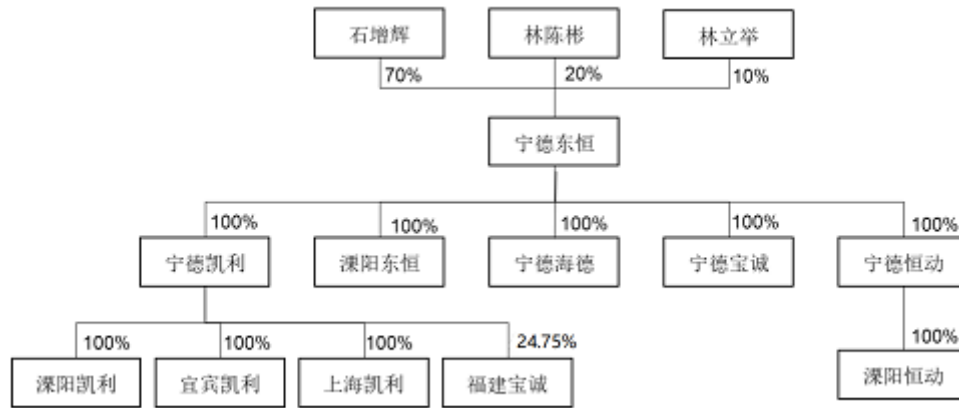 石增辉 林陈彬 林立举
70% 20% 10%
宁德东恒
100% 100% 100% 100% 100%
宁德凯利 溧阳东恒 宁德海德 宁德宝诚 宁德恒动
100% 100% 100% 24.75% 100%
溧阳凯利 宜宾凯利 上海凯利 福建宝诚 溧阳恒动